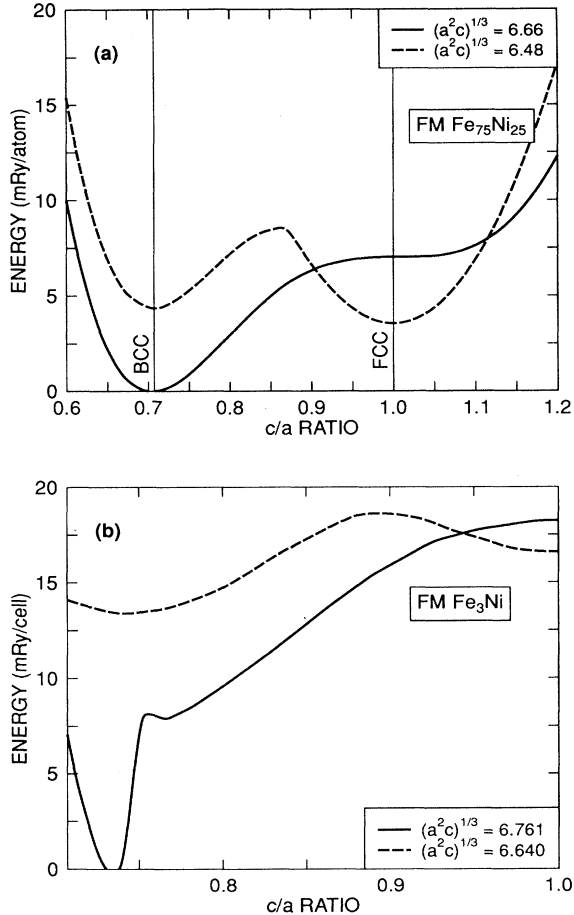 (a)
(a²c)^1/3 = 6.66
(a²c)^1/3 = 6.48
FM Fe₇₅Ni₂₅
ENERGY (mRy/atom)
20
15
10
5
0
BCC
FCC
0.6 0.7 0.8 0.9 1.0 1.1 1.2
c/a RATIO
(b)
FM Fe₃Ni
ENERGY (mRy/cell)
20
15
10
5
0
(a²c)^1/3 = 6.761
(a²c)^1/3 = 6.640
0.8 0.9 1.0
c/a RATIO